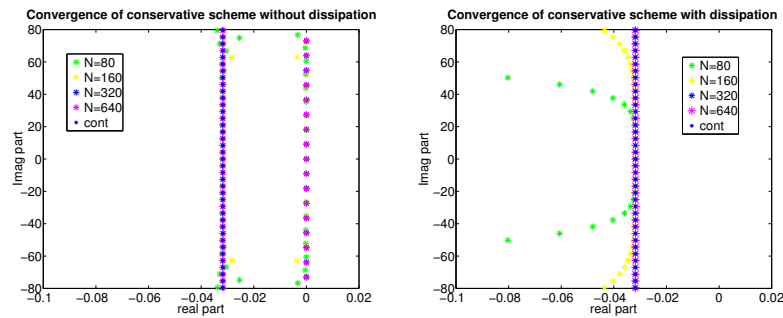 Convergence of conservative scheme without dissipation
80
60
40
20
0
−20
−40
−60
−80
Imag part
N=80
N=160
N=320
N=640
cont
−0.1 −0.08 −0.06 −0.04 −0.02 0 0.02
real part
Convergence of conservative scheme with dissipation
80
60
40
20
0
−20
−40
−60
−80
Imag part
N=80
N=160
N=320
N=640
cont
−0.1 −0.08 −0.06 −0.04 −0.02 0 0.02
real part